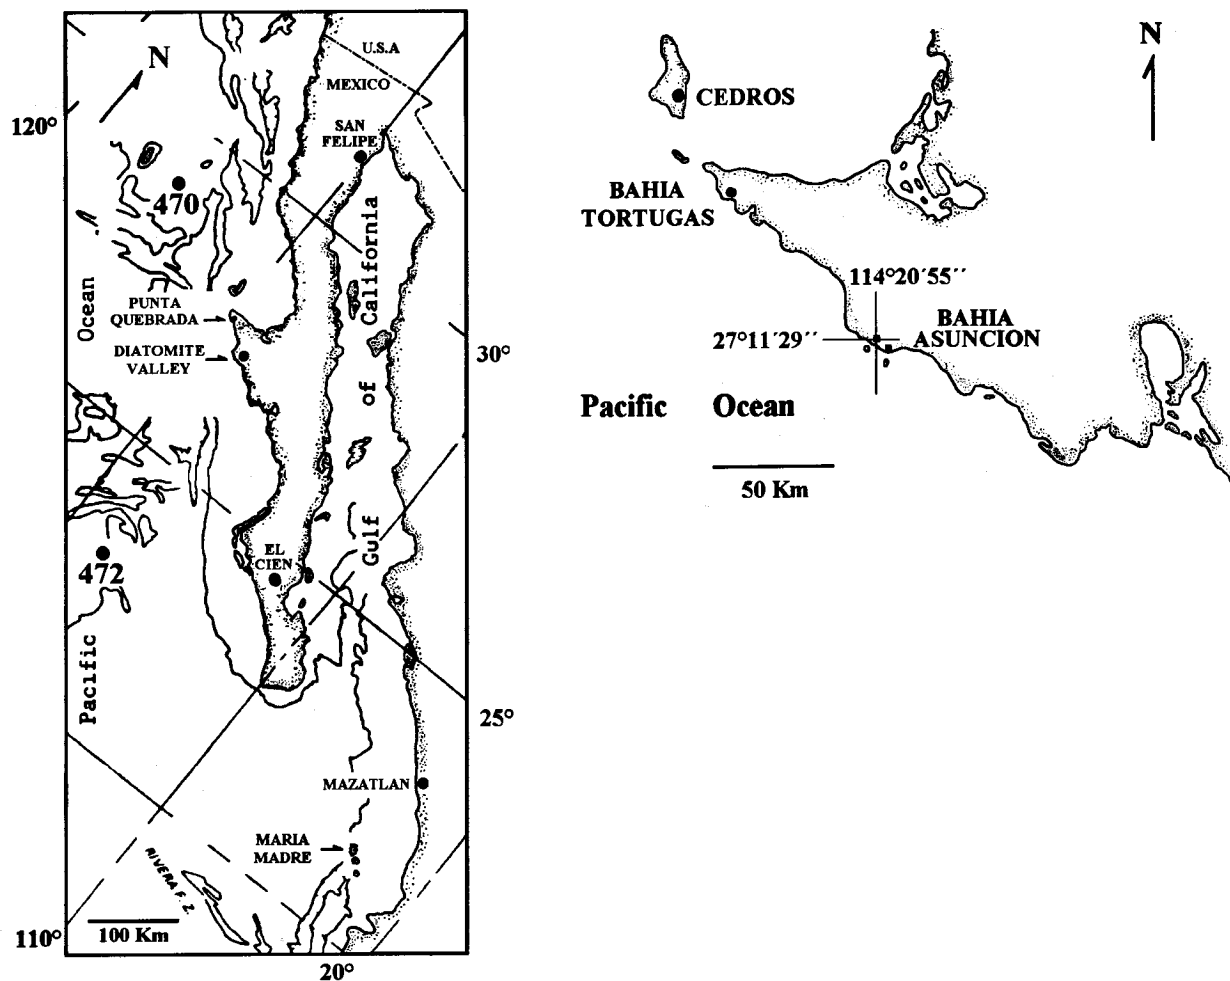 N
U.S.A
MEXICO
SAN
FELIPE
120°
470
Ocean
California
PUNTA
QUEBRADA
DIATOMITE
VALLEY
30°
of
Gulf
EL
CIEN
472
Pacific
25°
MAZATLAN
MARIA
MADRE
RIVERA F. Z.
100 Km
110°
20°
N
CEDROS
BAHIA
TORTUGAS
114°20´55´´
27°11´29´´
BAHIA
ASUNCION
Pacific Ocean
50 Km